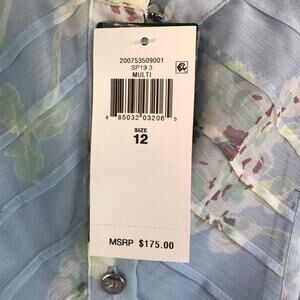 200753509001
SP19 3
MULTI
8 85032 03206 5
SIZE
12
MSRP $175.00